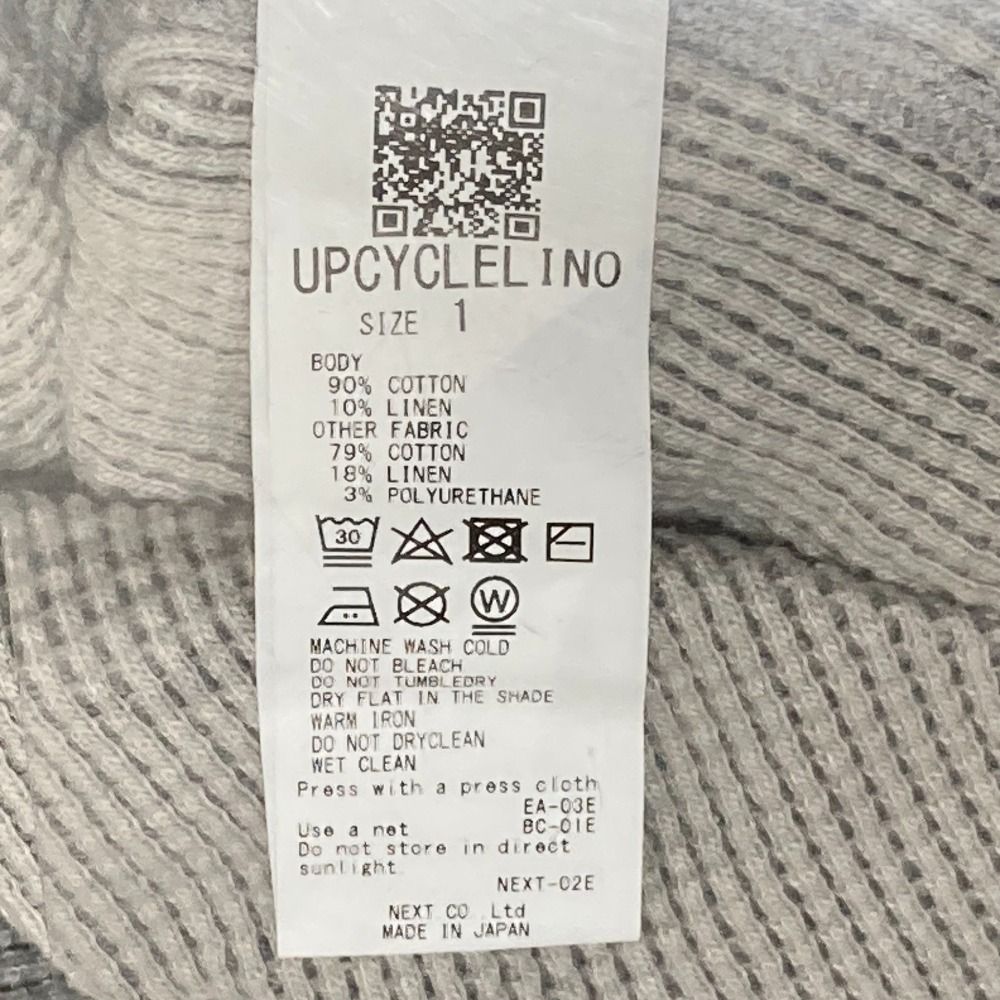 UPCYCLELINO
SIZE 1
BODY
90% COTTON
10% LINEN
OTHER FABRIC
79% COTTON
18% LINEN
3% POLYURETHANE
30
W
MACHINE WASH COLD
DO NOT BLEACH
DO NOT TUMBLEDRY
DRY FLAT IN THE SHADE
WARM IRON
DO NOT DRYCLEAN
WET CLEAN
Press with a press cloth
EA-03E
Use a net BC-01E
Do not store in direct
sunlight.
NEXT-02E
NEXT CO.,Ltd
MADE IN JAPAN